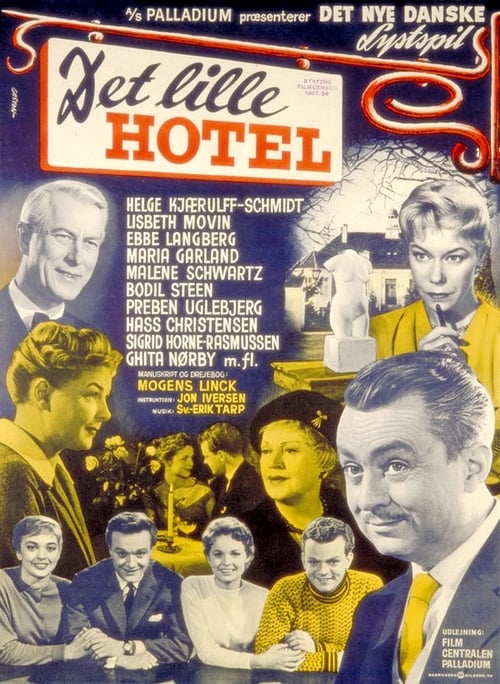 A/S PALLADIUM præsenterer DET NYE DANSKE
Lystspil
Det lille
HOTEL
STATENS
FILMCENSUR
1957-58
HELGE KJÆRULFF-SCHMIDT
LISBETH MOVIN
EBBE LANGBERG
MARIA GARLAND
MALENE SCHWARTZ
BODIL STEEN
PREBEN UGLEBJERG
HASS CHRISTENSEN
SIGRID HORNE-RASMUSSEN
GHITA NØRBY m.fl.
MANUSKRIPT OG DREJEBOG:
MOGENS LINCK
INSTRUKTION: JON IVERSEN
MUSIK: SV.-ERIK TARP
UDLEJNING:
FILM
CENTRALEN
PALLADIUM